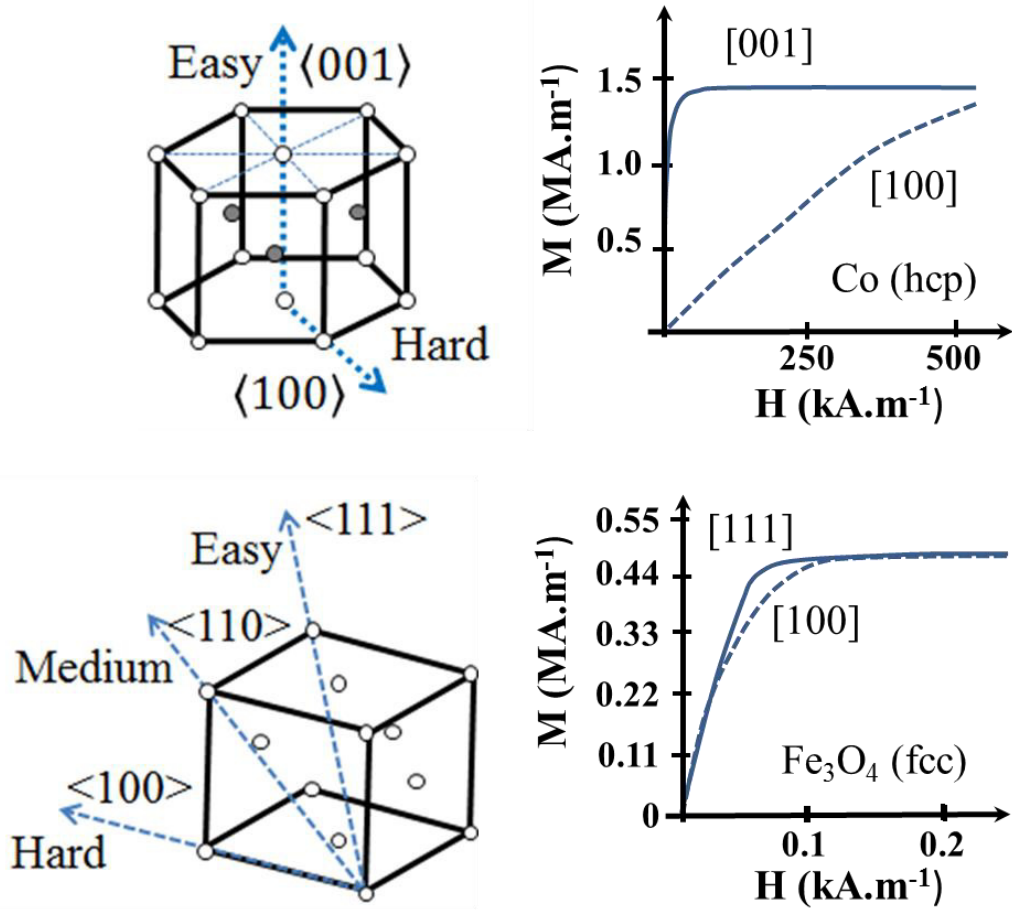 Easy ⟨001⟩
Hard
⟨100⟩
M (MA.m⁻¹)
1.5
1.0
0.5
[001]
[100]
Co (hcp)
250 500
H (kA.m⁻¹)
<111>
Easy
<110>
Medium
<100>
Hard
M (MA.m⁻¹)
0.55
0.44
0.33
0.22
0.11
0
[111]
[100]
Fe₃O₄ (fcc)
0.1 0.2
H (kA.m⁻¹)